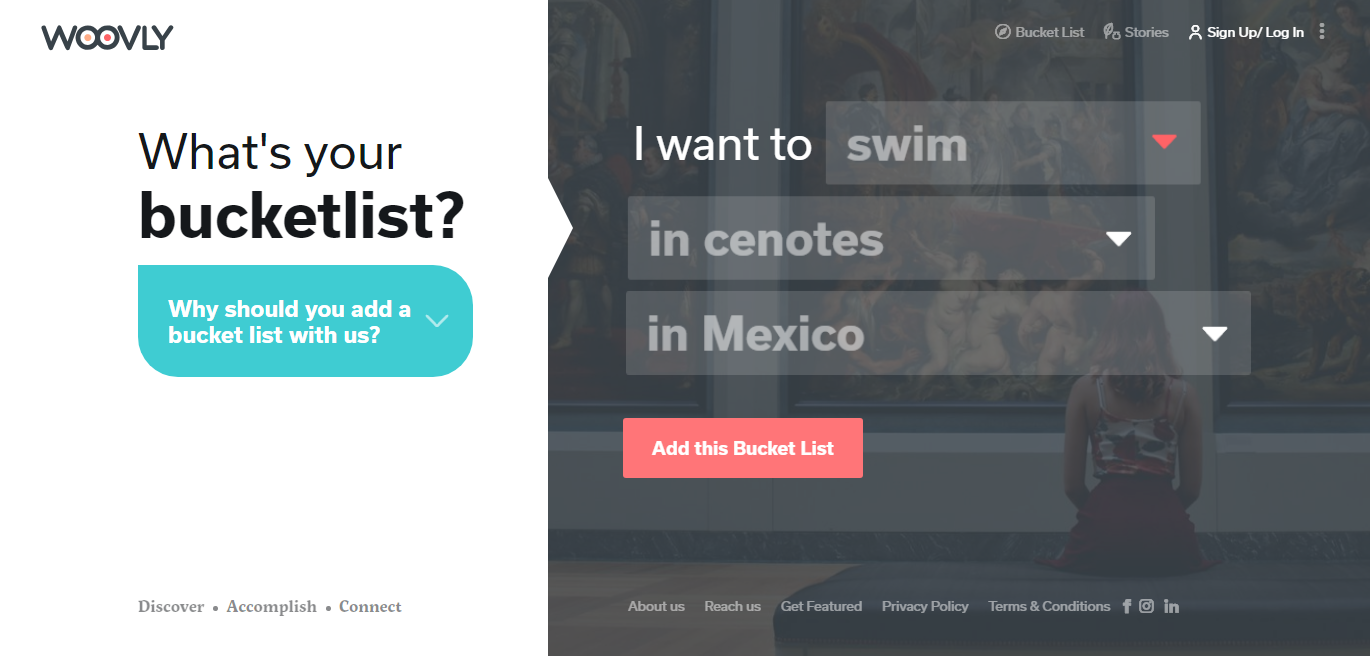 WOOVLY
Bucket List
Stories
Sign Up/ Log In
What's your
bucketlist?
Why should you add a
bucket list with us?
I want to swim
in cenotes
in Mexico
Add this Bucket List
Discover • Accomplish • Connect
About us
Reach us
Get Featured
Privacy Policy
Terms & Conditions